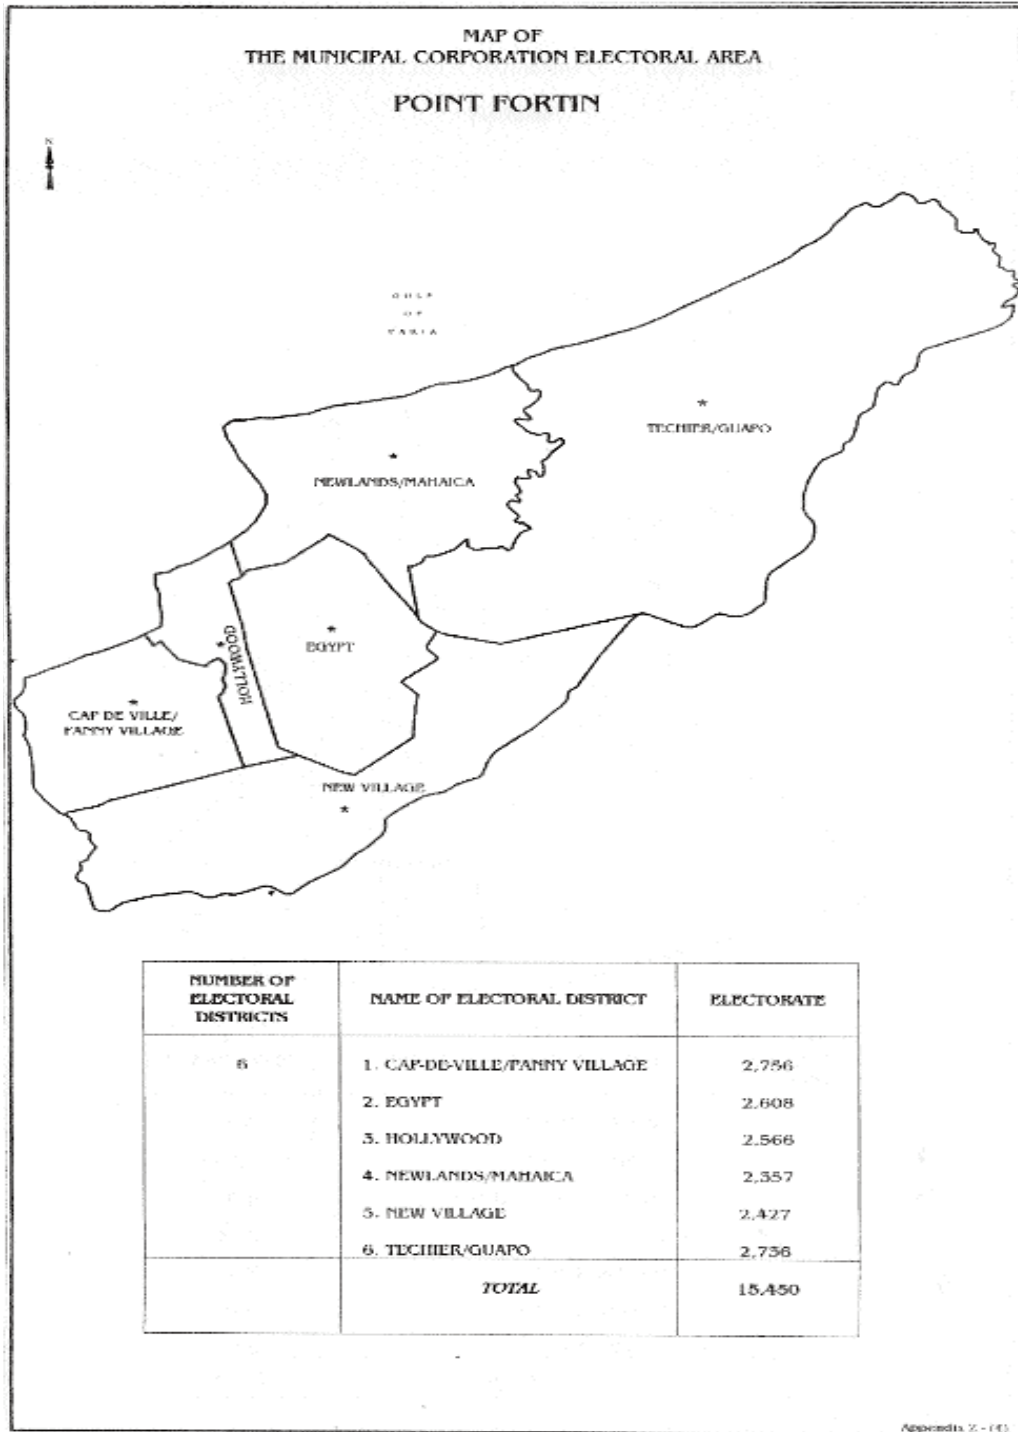 MAP OF
THE MUNICIPAL CORPORATION ELECTORAL AREA
POINT FORTIN
N
GULF
OF
PARIA
TECHIER/GUAPO
NEWLANDS/MAHAICA
EGYPT
HOLLYWOOD
CAP DE VILLE/
FANNY VILLAGE
NEW VILLAGE
NUMBER OF
ELECTORAL
DISTRICTS
NAME OF ELECTORAL DISTRICT
ELECTORATE
6
1. CAP-DE-VILLE/FANNY VILLAGE
2,756
2. EGYPT
2,608
3. HOLLYWOOD
2,566
4. NEWLANDS/MAHAICA
2,357
5. NEW VILLAGE
2,427
6. TECHIER/GUAPO
2,736
TOTAL
15,450
Appendix